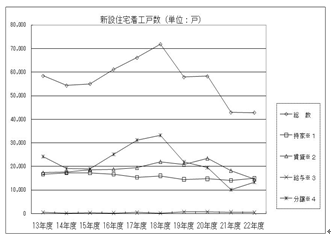 新設住宅着工戸数（単位：戸）
80,000
70,000
60,000
50,000
40,000
30,000
20,000
10,000
0
13年度 14年度 15年度 16年度 17年度 18年度 19年度 20年度 21年度 22年度
総 数
持家※1
賃貸※2
給与※3
分譲※4